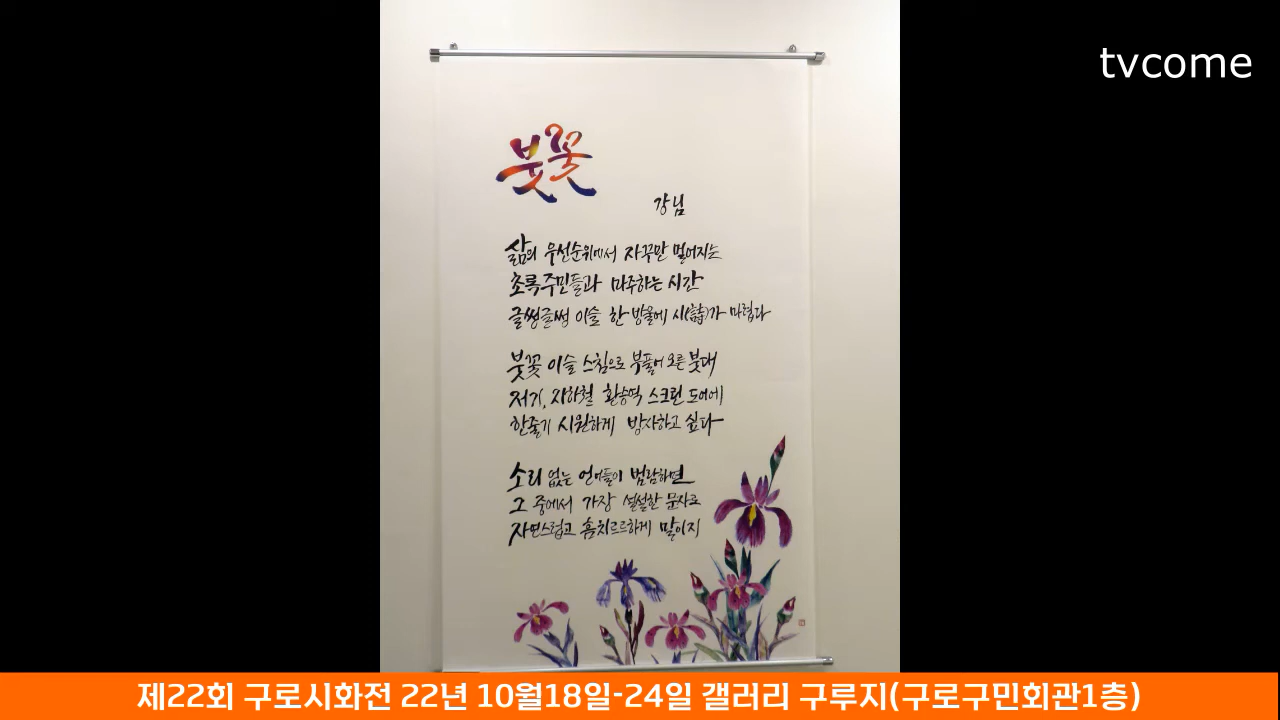 tvcome
붓꽃
강님
삶의 우선순위에서 자꾸만 멀어지는
초록주민들과 마주하는 시간
글썽글썽 이슬 한 방울에 시(詩)가 마렵다
붓꽃 이슬 스침으로 부풀어 오른 붓대
저기, 지하철 환승역 스크린 도어에
한줄기 시원하게 방사하고 싶다
소리 없는 언어들이 범람하면
그 중에서 가장 설설한 문자로
자연스럽고 흠치르르하게 말이지
제22회 구로시화전 22년 10월18일-24일 갤러리 구루지(구로구민회관1층)